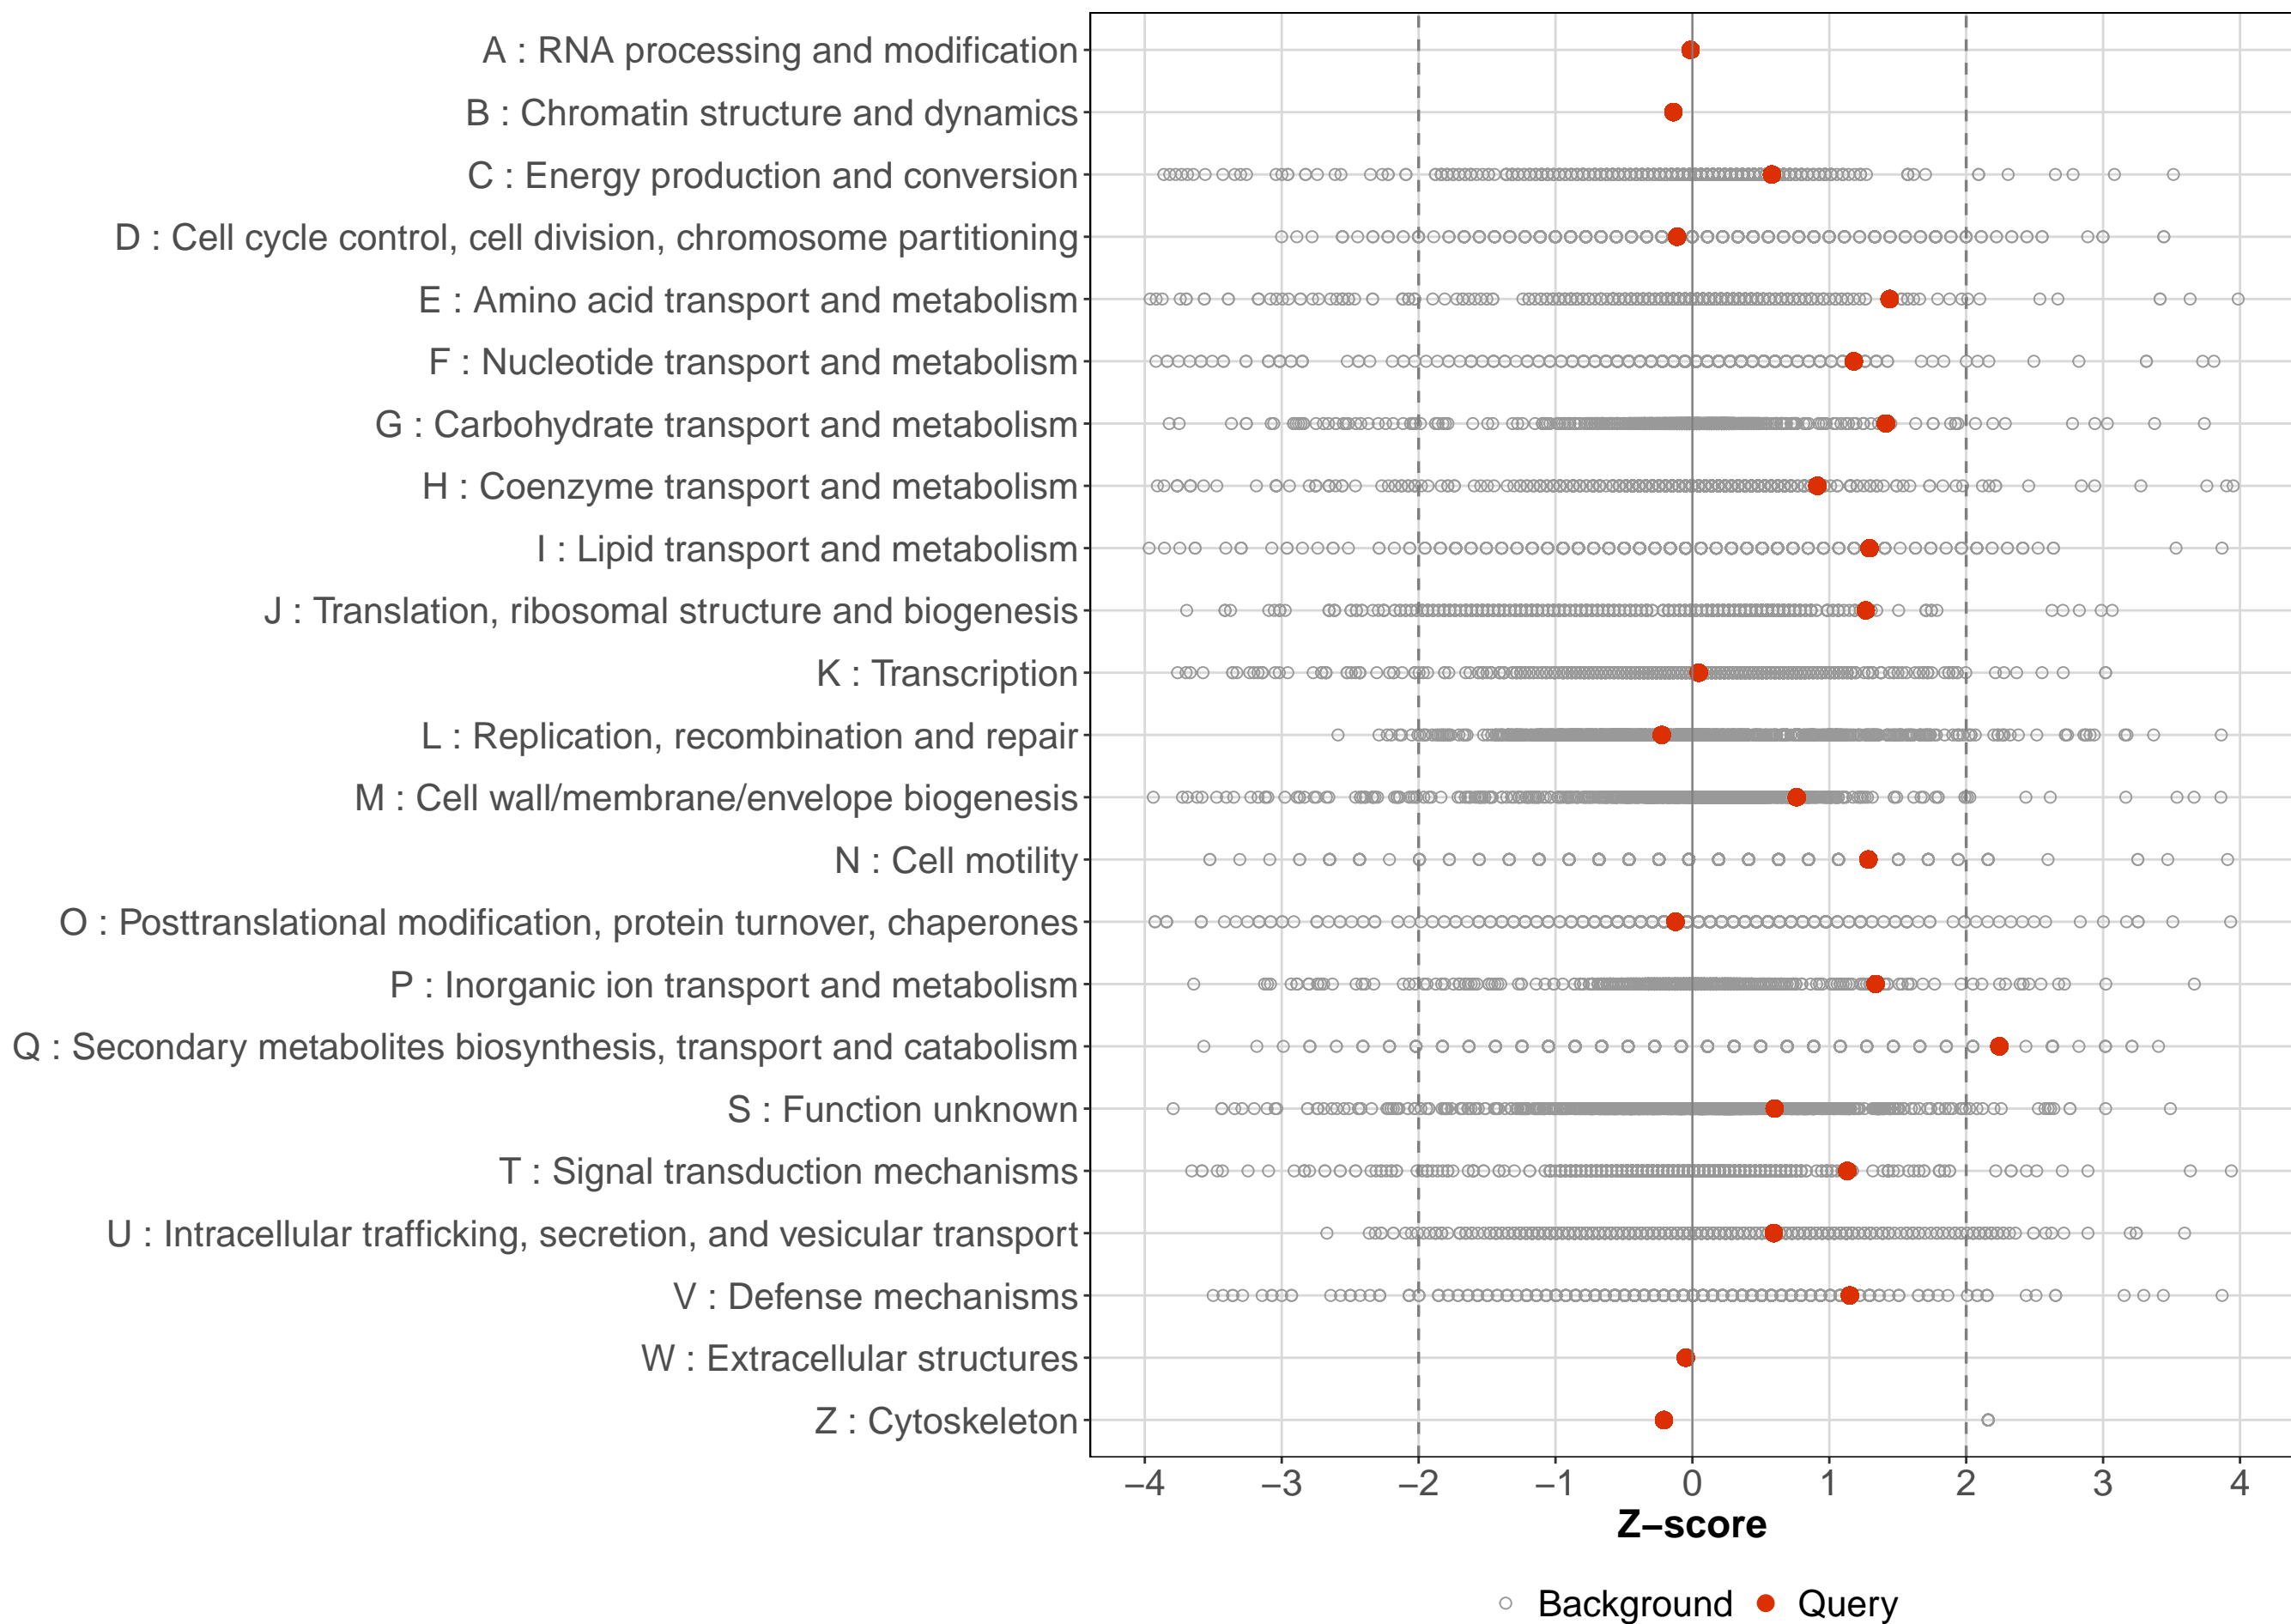 A : RNA processing and modification
B : Chromatin structure and dynamics
C : Energy production and conversion
D : Cell cycle control, cell division, chromosome partitioning
E : Amino acid transport and metabolism
F : Nucleotide transport and metabolism
G : Carbohydrate transport and metabolism
H : Coenzyme transport and metabolism
I : Lipid transport and metabolism
J : Translation, ribosomal structure and biogenesis
K : Transcription
L : Replication, recombination and repair
M : Cell wall/membrane/envelope biogenesis
N : Cell motility
O : Posttranslational modification, protein turnover, chaperones
P : Inorganic ion transport and metabolism
Q : Secondary metabolites biosynthesis, transport and catabolism
S : Function unknown
T : Signal transduction mechanisms
U : Intracellular trafficking, secretion, and vesicular transport
V : Defense mechanisms
W : Extracellular structures
Z : Cytoskeleton
−4 −3 −2 −1 0 1 2 3 4
Z−score
Background Query